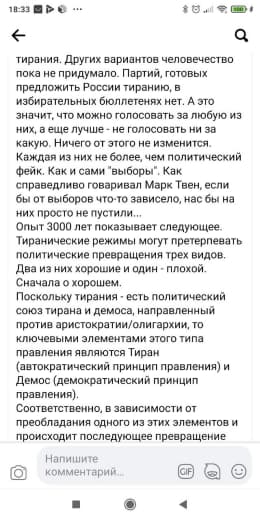 18:33
тирания. Других вариантов человечество
пока не придумало. Партий, готовых
предложить России тиранию, в
избирательных бюллетенях нет. А это
значит, что можно голосовать за любую из
них, а еще лучше - не голосовать ни за
какую. Ничего от этого не изменится.
Каждая из них не более, чем политический
фейк. Как и сами "выборы". Как
справедливо говаривал Марк Твен, если
бы от выборов что-то зависело, нас бы на
них просто не пустили...
Опыт 3000 лет показывает следующее.
Тиранические режимы могут претерпевать
политические превращения трех видов.
Два из них хорошие и один - плохой.
Сначала о хорошем.
Поскольку тирания - есть политический
союз тирана и демоса, направленный
против аристократии/олигархии, то
ключевыми элементами этого типа
правления являются Тиран
(автократический принцип правления) и
Демос (демократический принцип
правления).
Соответственно, в зависимости от
преобладания одного из этих элементов и
происходит последующее превращение
Напишите
комментарий...
GIF